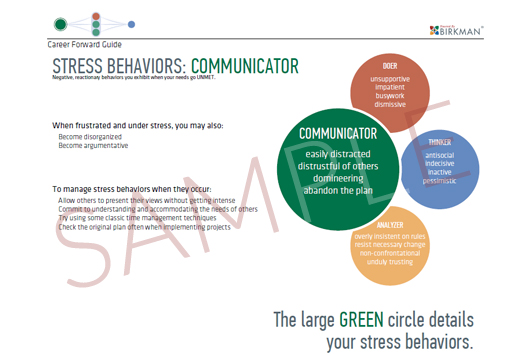 Career Forward Guide
BIRKMAN
STRESS BEHAVIORS: COMMUNICATOR
Negative, reactionary behaviors you exhibit when your needs go UNMET.
When frustrated and under stress, you may also:
Become disorganized
Become argumentative
To manage stress behaviors when they occur:
Allow others to present their views without getting intense
Commit to understanding and accommodating the needs of others
Try using some classic time management techniques
Check the original plan often when implementing projects
DOER
unsupportive
impatient
busywork
dismissive
COMMUNICATOR
easily distracted
distrustful of others
domineering
abandon the plan
THINKER
antisocial
indecisive
inactive
pessimistic
ANALYZER
overly insistent on rules
resist necessary change
non-confrontational
unduly trusting
SAMPLE
The large GREEN circle details
your stress behaviors.